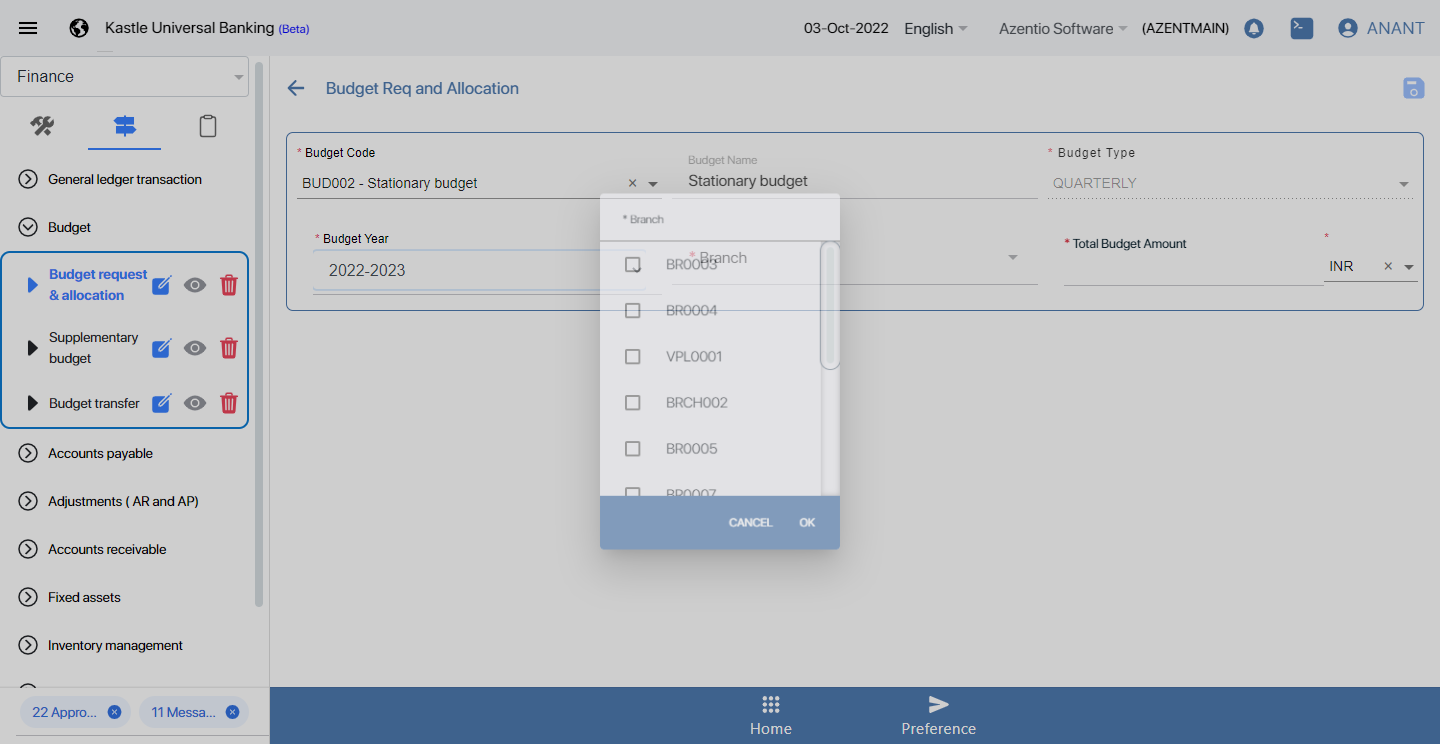 Kastle Universal Banking (Beta)
03-Oct-2022
English
Azentio Software
(AZENTMAIN)
ANANT
Finance
General ledger transaction
Budget
Budget request
& allocation
Supplementary
budget
Budget transfer
Accounts payable
Adjustments ( AR and AP)
Accounts receivable
Fixed assets
Inventory management
22 Appro...
11 Messa...
Budget Req and Allocation
* Budget Code
BUD002 - Stationary budget
Budget Name
Stationary budget
* Budget Type
QUARTERLY
* Budget Year
2022-2023
* Branch
* Total Budget Amount
*
INR
* Branch
BR0003
BR0004
VPL0001
BRCH002
BR0005
BR0007
CANCEL
OK
Home
Preference